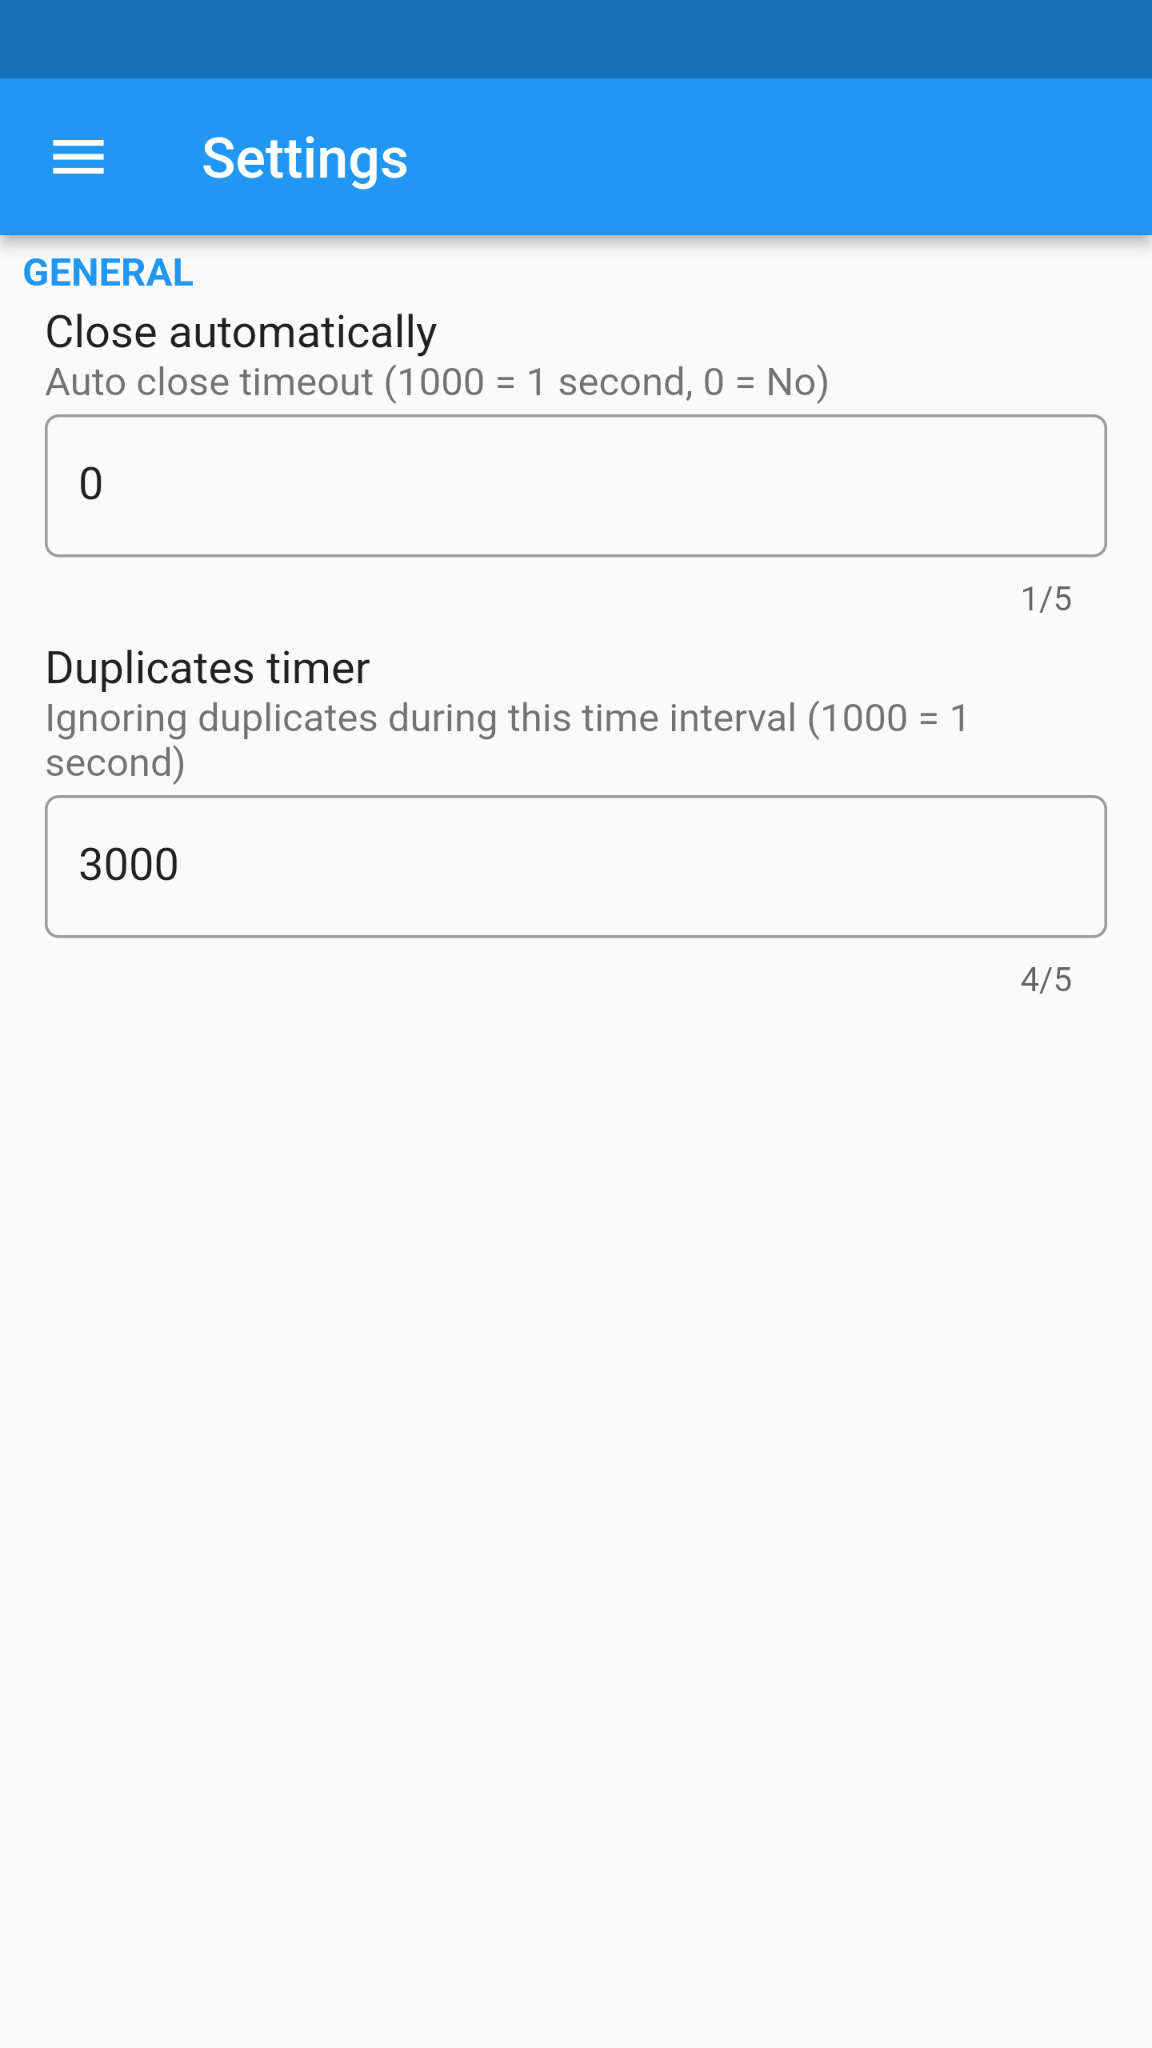 Settings
GENERAL
Close automatically
Auto close timeout (1000 = 1 second, 0 = No)
0
1/5
Duplicates timer
Ignoring duplicates during this time interval (1000 = 1
second)
3000
4/5